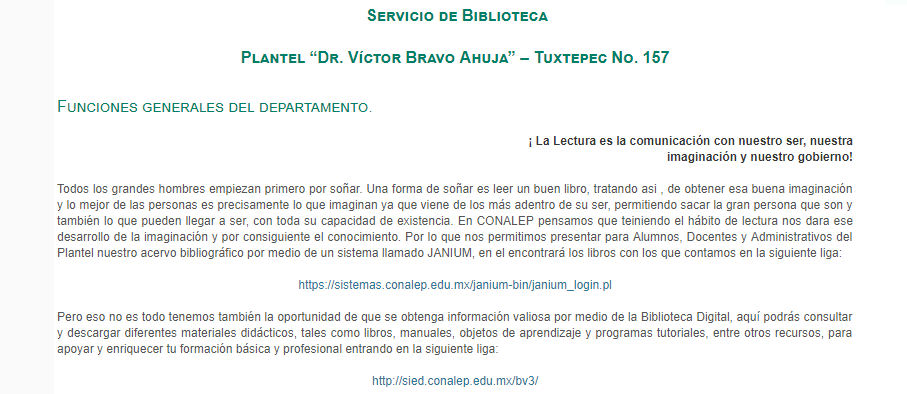 Servicio de Biblioteca
Plantel “Dr. Víctor Bravo Ahuja” – Tuxtepec No. 157
Funciones generales del departamento.
¡ La Lectura es la comunicación con nuestro ser, nuestra
imaginación y nuestro gobierno!
Todos los grandes hombres empiezan primero por soñar. Una forma de soñar es leer un buen libro, tratando asi , de obtener esa buena imaginación
y lo mejor de las personas es precisamente lo que imaginan ya que viene de los más adentro de su ser, permitiendo sacar la gran persona que son y
también lo que pueden llegar a ser, con toda su capacidad de existencia. En CONALEP pensamos que teiniendo el hábito de lectura nos dara ese
desarrollo de la imaginación y por consiguiente el conocimiento. Por lo que nos permitimos presentar para Alumnos, Docentes y Administrativos del
Plantel nuestro acervo bibliográfico por medio de un sistema llamado JANIUM, en el encontrará los libros con los que contamos en la siguiente liga:
https://sistemas.conalep.edu.mx/janium-bin/janium_login.pl
Pero eso no es todo tenemos también la oportunidad de que se obtenga información valiosa por medio de la Biblioteca Digital, aquí podrás consultar
y descargar diferentes materiales didácticos, tales como libros, manuales, objetos de aprendizaje y programas tutoriales, entre otros recursos, para
apoyar y enriquecer tu formación básica y profesional entrando en la siguiente liga:
http://sied.conalep.edu.mx/bv3/